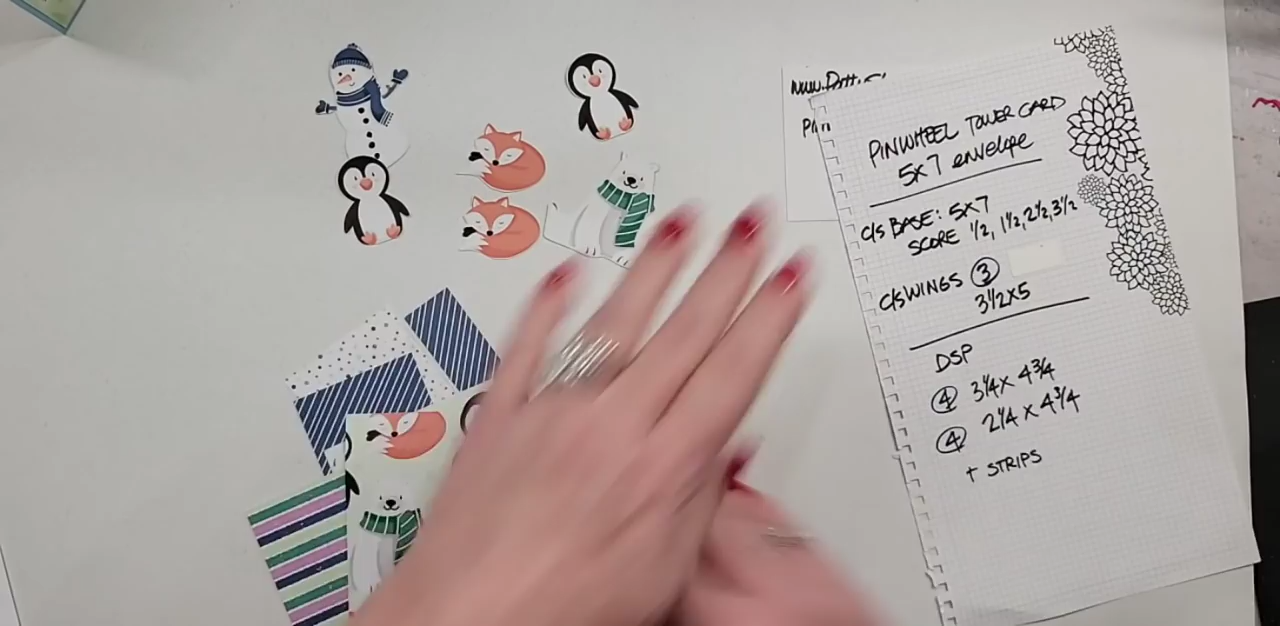 PINWHEEL TOWER CARD
5x7 envelope
C/S BASE: 5x7
SCORE 1/2, 1 1/2, 2 1/2, 3 1/2
C/S WINGS ③
3 1/2 x 5
DSP
④ 3 1/4 x 4 3/4
④ 2 1/4 x 4 3/4
+ STRIPS